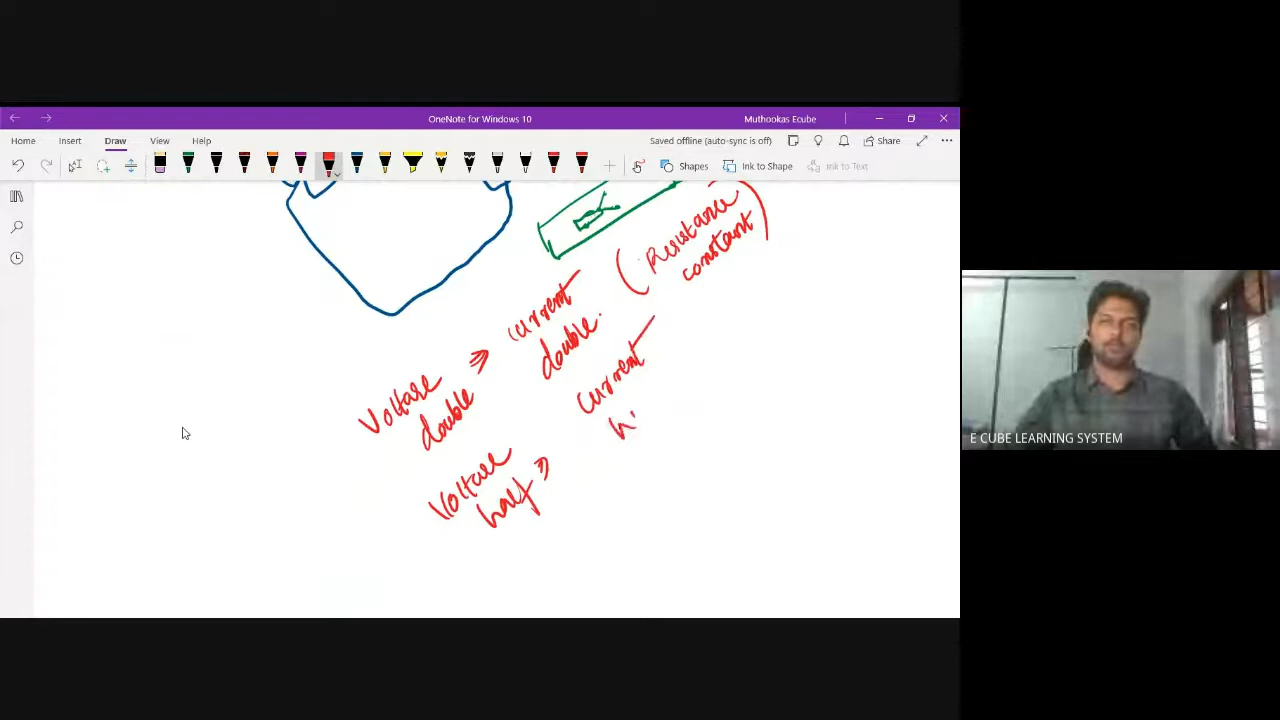 OneNote for Windows 10
Muthookas Ecube
Home Insert Draw View Help
Saved offline (auto-sync is off)
Share
Shapes
Ink to Shape
Ink to Text
(Resistance
constant)
Voltage
double
⇒
current
double.
Voltage
half
⇒
current
h
E CUBE LEARNING SYSTEM